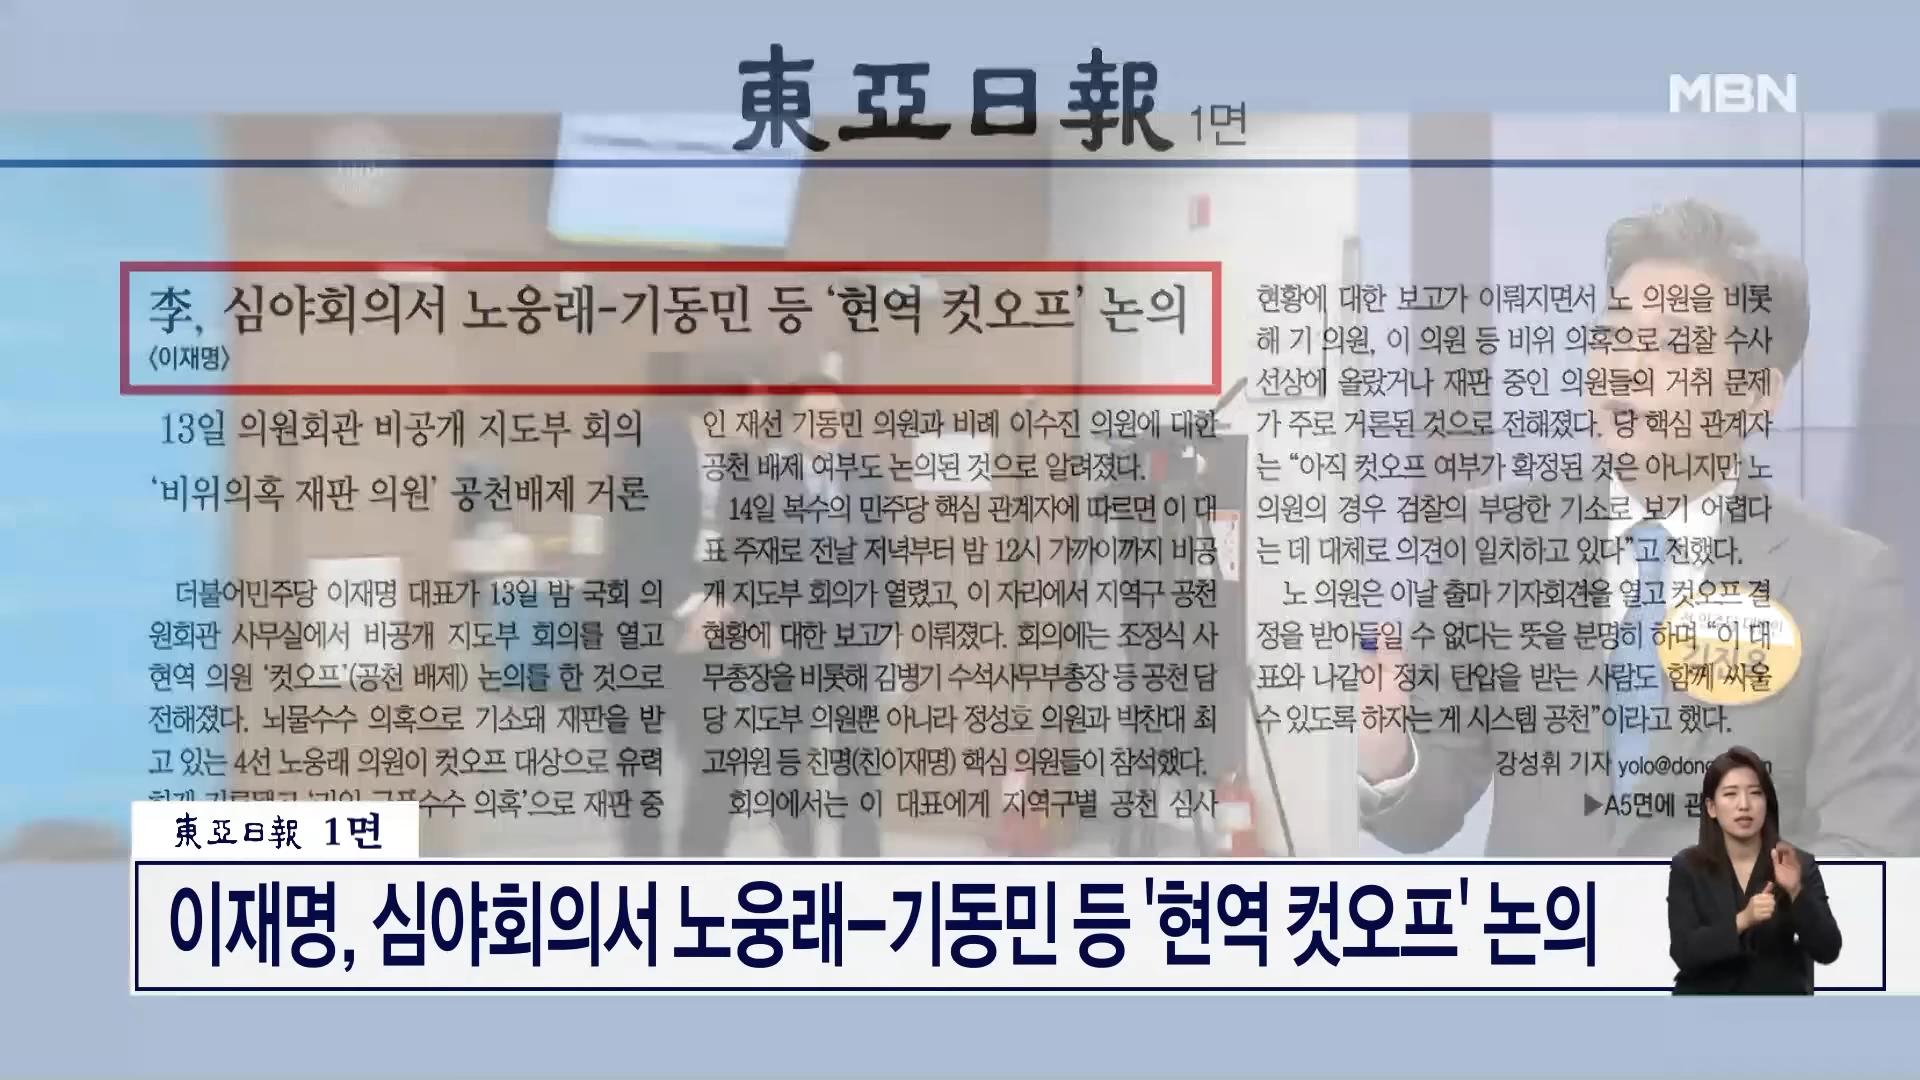 東亞日報 1면
MBN
李, 심야회의서 노웅래-기동민 등 ‘현역 컷오프’ 논의
〈이재명〉
13일 의원회관 비공개 지도부 회의
‘비위의혹 재판 의원’ 공천배제 거론
더불어민주당 이재명 대표가 13일 밤 국회 의
원회관 사무실에서 비공개 지도부 회의를 열고
현역 의원 ‘컷오프’(공천 배제) 논의를 한 것으로
전해졌다. 뇌물수수 의혹으로 기소돼 재판을 받
고 있는 4선 노웅래 의원이 컷오프 대상으로 유력
수수 의혹’으로 재판 중
인 재선 기동민 의원과 비례 이수진 의원에 대한
공천 배제 여부도 논의된 것으로 알려졌다.
14일 복수의 민주당 핵심 관계자에 따르면 이 대
표 주재로 전날 저녁부터 밤 12시 가까이까지 비공
개 지도부 회의가 열렸고, 이 자리에서 지역구 공천
현황에 대한 보고가 이뤄졌다. 회의에는 조정식 사
무총장을 비롯해 김병기 수석사무부총장 등 공천 담
당 지도부 의원뿐 아니라 정성호 의원과 박찬대 최
고위원 등 친명(친이재명) 핵심 의원들이 참석했다.
회의에서는 이 대표에게 지역구별 공천 심사
현황에 대한 보고가 이뤄지면서 노 의원을 비롯
해 기 의원, 이 의원 등 비위 의혹으로 검찰 수사
선상에 올랐거나 재판 중인 의원들의 거취 문제
가 주로 거론된 것으로 전해졌다. 당 핵심 관계자
는 “아직 컷오프 여부가 확정된 것은 아니지만 노
의원의 경우 검찰의 부당한 기소로 보기 어렵다
는 데 대체로 의견이 일치하고 있다”고 전했다.
노 의원은 이날 출마 기자회견을 열고 컷오프 결
정을 받아들일 수 없다는 뜻을 분명히 하며 “이 대
표와 나같이 정치 탄압을 받는 사람도 함께 싸울
수 있도록 하자는 게 시스템 공천”이라고 했다.
강성휘 기자 yolo@don
▶A5면에 관
東亞日報 1면
이재명, 심야회의서 노웅래-기동민 등 '현역 컷오프' 논의